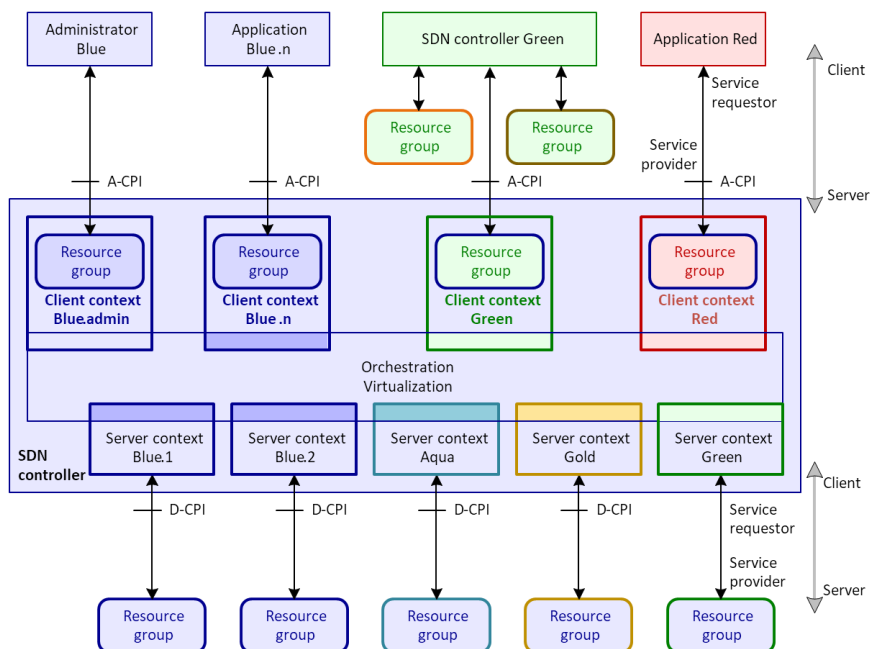 Administrator
Blue
Application
Blue .n
SDN controller Green
Application Red
Client
Service
requestor
Resource
group
Resource
group
Service
provider
A-CPI
A-CPI
A-CPI
A-CPI
Server
Resource
group
Client context
Blue.admin
Resource
group
Client context
Blue .n
Resource
group
Client context
Green
Resource
group
Client context
Red
Orchestration
Virtualization
SDN
controller
Server context
Blue.1
Server context
Blue.2
Server context
Aqua
Server context
Gold
Server context
Green
Client
D-CPI
D-CPI
D-CPI
D-CPI
Service
requestor
Service
provider
Server
Resource
group
Resource
group
Resource
group
Resource
group
Resource
group